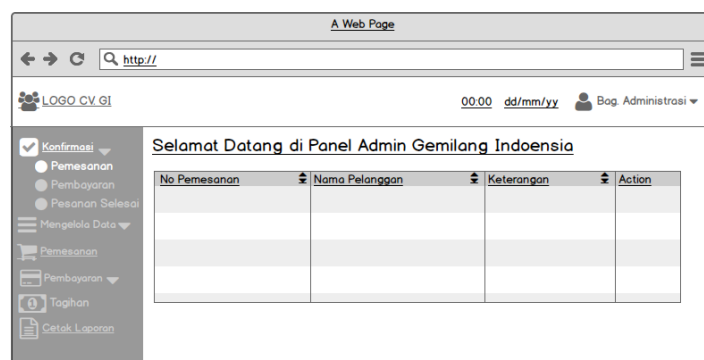 A Web Page
http://
LOGO CV. GI
00:00 dd/mm/yy Bag. Administrasi
Konfirmasi
Pemesanan
Pembayaran
Pesanan Selesai
Mengelola Data
Pemesanan
Pembayaran
Tagihan
Cetak Laporan
Selamat Datang di Panel Admin Gemilang Indoensia
No Pemesanan Nama Pelanggan Keterangan Action